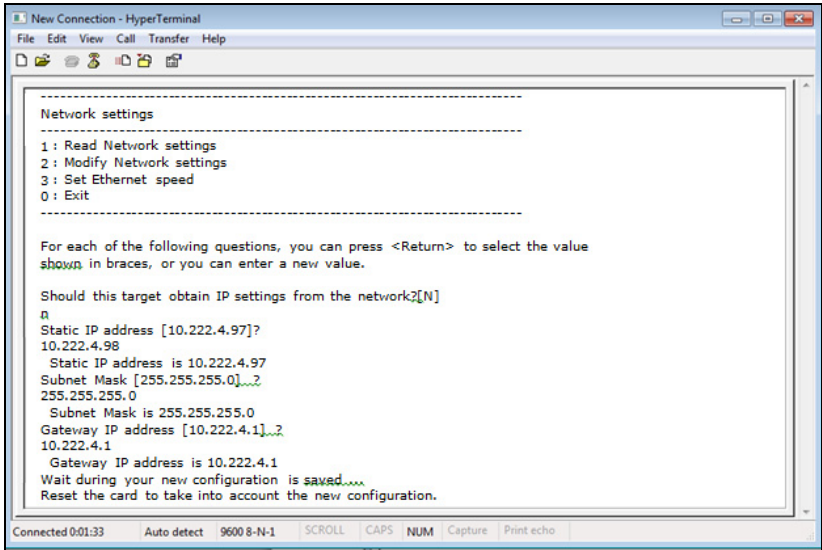 New Connection - HyperTerminal
File Edit View Call Transfer Help
--------------------------------------------------------------------------
Network settings
--------------------------------------------------------------------------
1 : Read Network settings
2 : Modify Network settings
3 : Set Ethernet speed
0 : Exit
--------------------------------------------------------------------------
For each of the following questions, you can press <Return> to select the value
shown in braces, or you can enter a new value.
Should this target obtain IP settings from the network?[N]
n
Static IP address [10.222.4.97]?
10.222.4.98
Static IP address is 10.222.4.97
Subnet Mask [255.255.255.0]...?
255.255.255.0
Subnet Mask is 255.255.255.0
Gateway IP address [10.222.4.1]...?
10.222.4.1
Gateway IP address is 10.222.4.1
Wait during your new configuration is saved....
Reset the card to take into account the new configuration.
Connected 0:01:33 Auto detect 9600 8-N-1 SCROLL CAPS NUM Capture Print echo